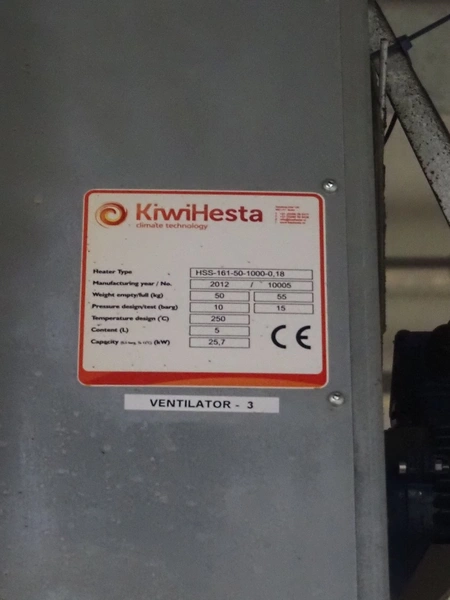 KiwiHesta
climate technology
Heater Type HSS-161-50-1000-0,18
Manufacturing year / No. 2012 / 10005
Weight empty/full (kg) 50 55
Pressure design/test (barg) 10 15
Temperature design (°C) 250
Content (L) 5
Capacity (kW) 25,7
CE
VENTILATOR - 3